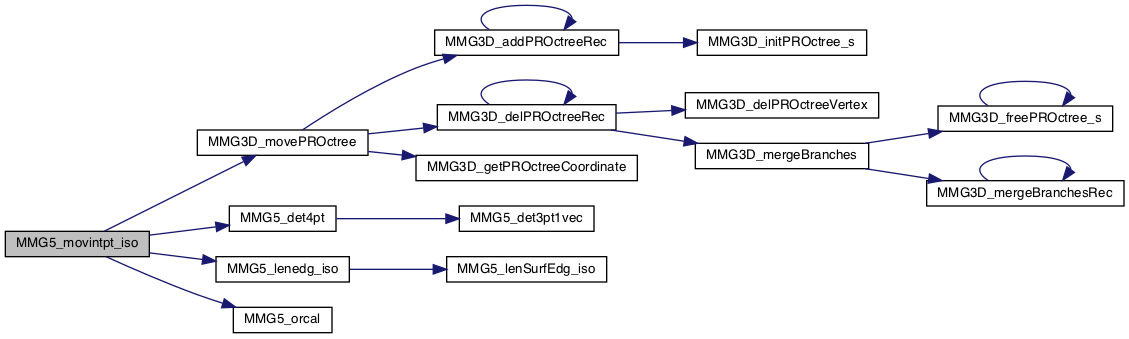 MMG3D_addPROctreeRec
MMG3D_initPROctree_s
MMG3D_delPROctreeVertex
MMG3D_delPROctreeRec
MMG3D_freePROctree_s
MMG3D_movePROctree
MMG3D_mergeBranches
MMG3D_getPROctreeCoordinate
MMG3D_mergeBranchesRec
MMG5_det4pt
MMG5_det3pt1vec
MMG5_movintpt_iso
MMG5_lenedg_iso
MMG5_lenSurfEdg_iso
MMG5_orcal